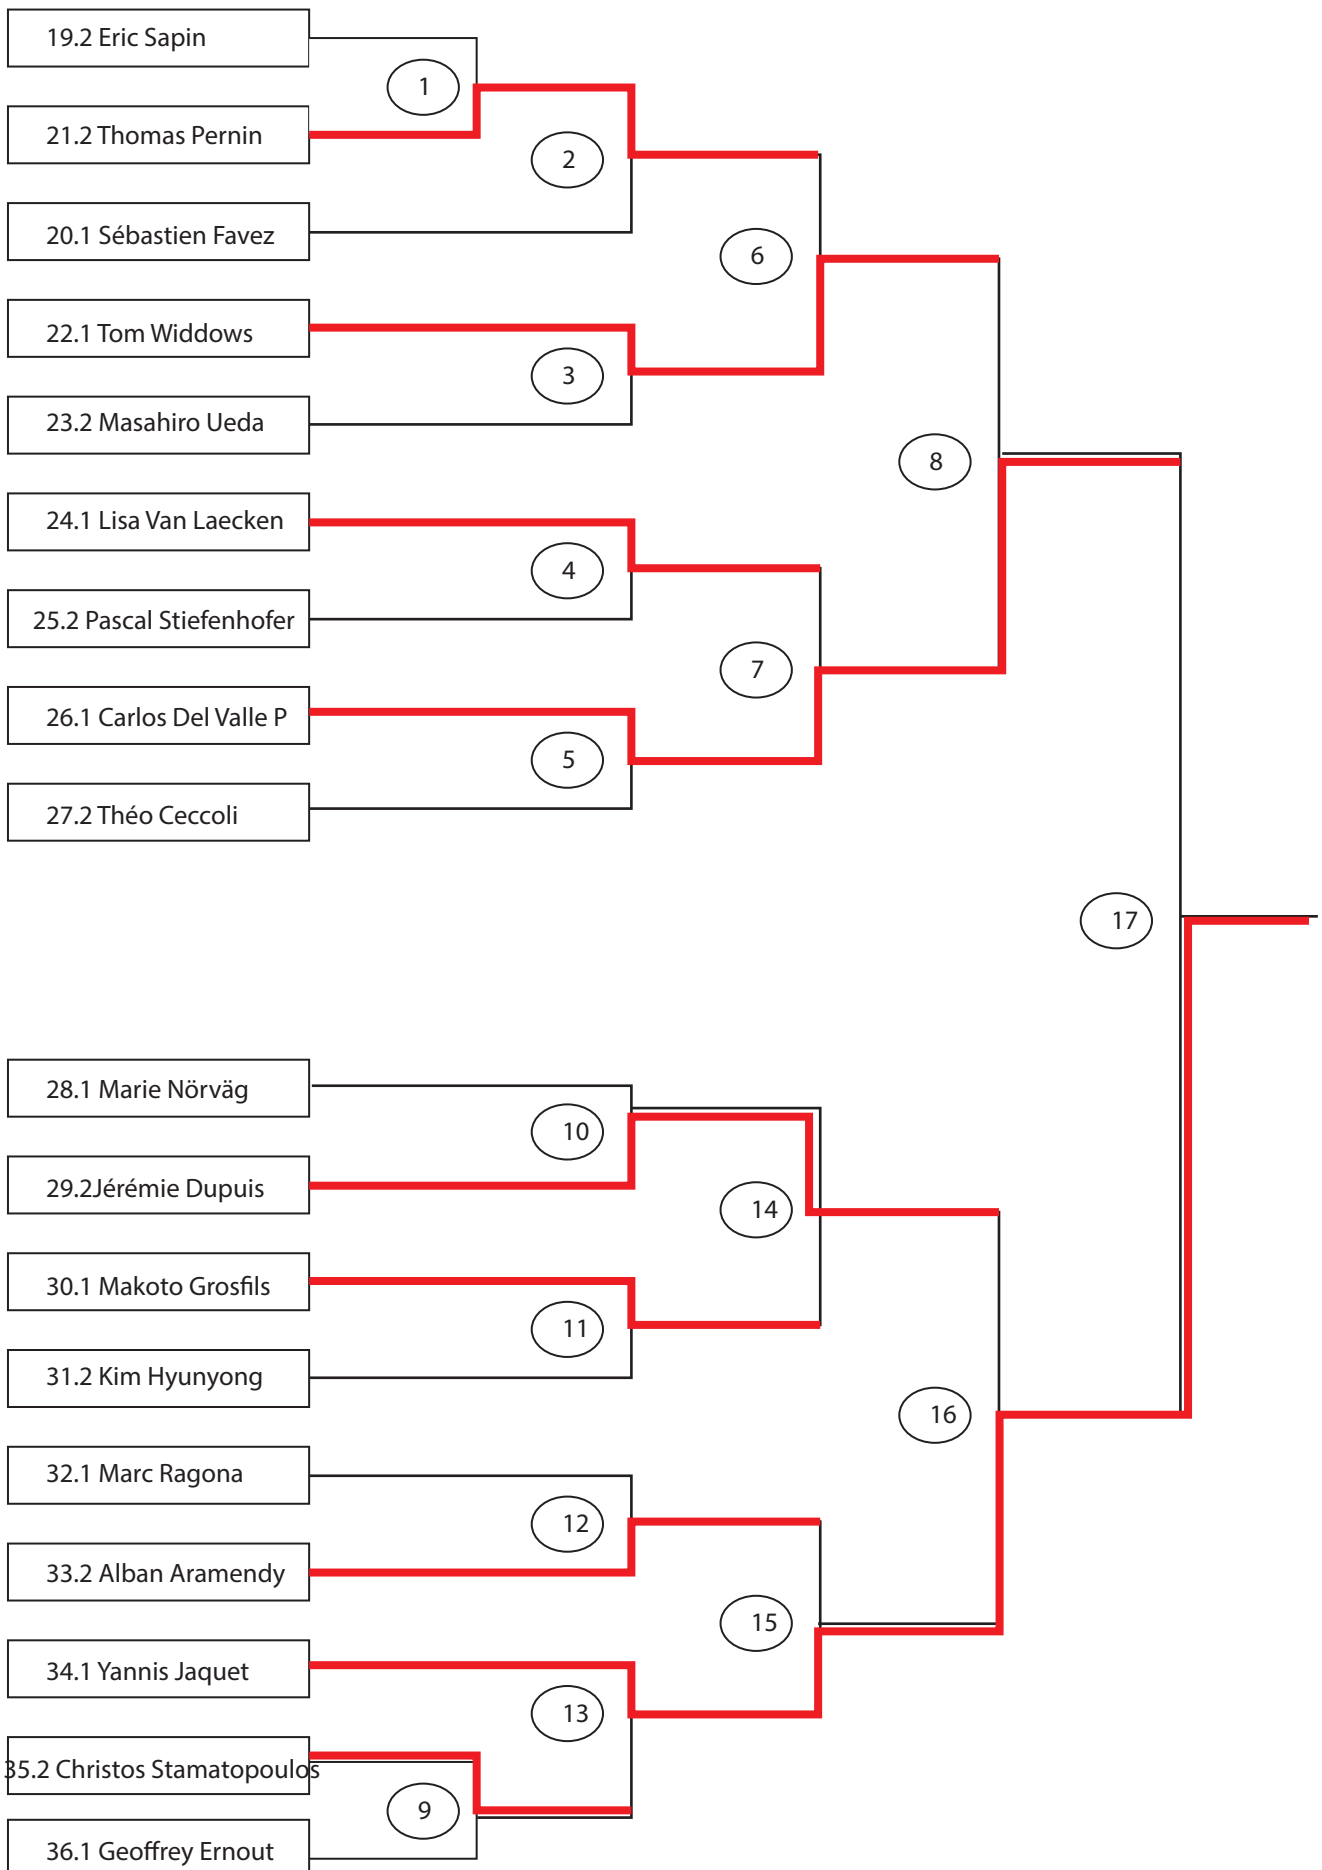 19.2 Eric Sapin
1
21.2 Thomas Pernin
2
20.1 Sébastien Favez
6
22.1 Tom Widdows
3
23.2 Masahiro Ueda
8
24.1 Lisa Van Laecken
4
25.2 Pascal Stiefenhofer
7
26.1 Carlos Del Valle P
5
27.2 Théo Ceccoli
17
28.1 Marie Nörväg
10
29.2Jérémie Dupuis
14
30.1 Makoto Grosfils
11
31.2 Kim Hyunyong
16
32.1 Marc Ragona
12
33.2 Alban Aramendy
15
34.1 Yannis Jaquet
13
35.2 Christos Stamatopoulos
9
36.1 Geoffrey Ernout